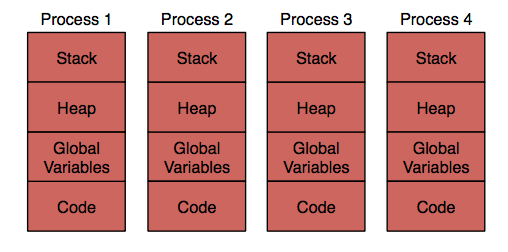 Process 1
Process 2
Process 3
Process 4
Stack
Stack
Stack
Stack
Heap
Heap
Heap
Heap
Global
Variables
Global
Variables
Global
Variables
Global
Variables
Code
Code
Code
Code